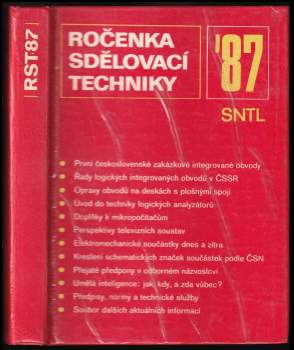 RST·87
ROČENKA
SDĚLOVACÍ
TECHNIKY
'87
SNTL
První československé zakázkové integrované obvody
Řady logických integrovaných obvodů v ČSSR
Opravy obvodů na deskách s plošnými spoji
Úvod do techniky logických analyzátorů
Doplňky k mikropočítačům
Perspektivy televizních soustav
Elektromechanické součástky dnes a zítra
Kreslení schematických značek součástek podle ČSN
Přejaté předpony v odborném názvosloví
Umělá inteligence: jak, kdy, a zda vůbec?
Předpisy, normy a technické služby
Soubor dalších aktuálních informací